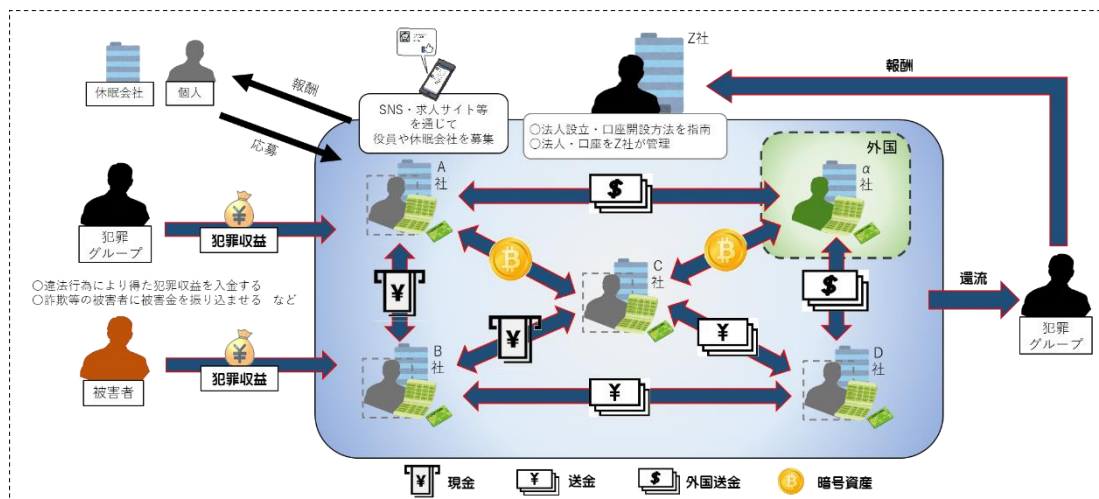 休眠会社
個人
報酬
応募
SNS・求人サイト等
を通じて
役員や休眠会社を募集
Z社
○法人設立・口座開設方法を指南
○法人・口座をZ社が管理
報酬
外国
A
社
α
社
犯罪
グループ
¥
犯罪収益
$
₿
₿
C
社
¥
$
○違法行為により得た犯罪収益を入金する
○詐欺等の被害者に被害金を振り込ませる　など
還流
犯罪
グループ
¥
¥
B
社
D
社
被害者
¥
犯罪収益
¥
¥
現金
¥
送金
$
外国送金
₿
暗号資産